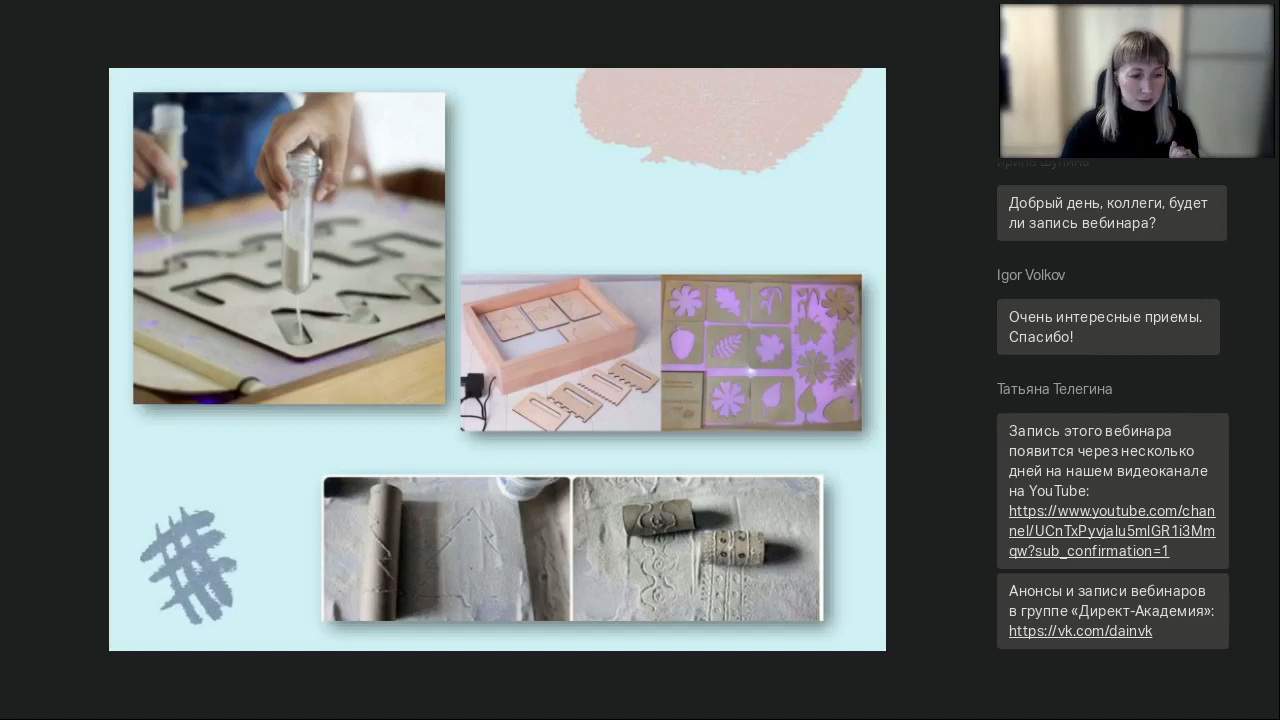 Добрый день, коллеги, будет
ли запись вебинара?
Igor Volkov
Очень интересные приемы.
Спасибо!
Татьяна Телегина
Запись этого вебинара
появится через несколько
дней на нашем видеоканале
на YouTube:
https://www.youtube.com/chan
nel/UCnTxPyvjalu5mlGR1i3Mm
qw?sub_confirmation=1
Анонсы и записи вебинаров
в группе «Директ-Академия»:
https://vk.com/dainvk